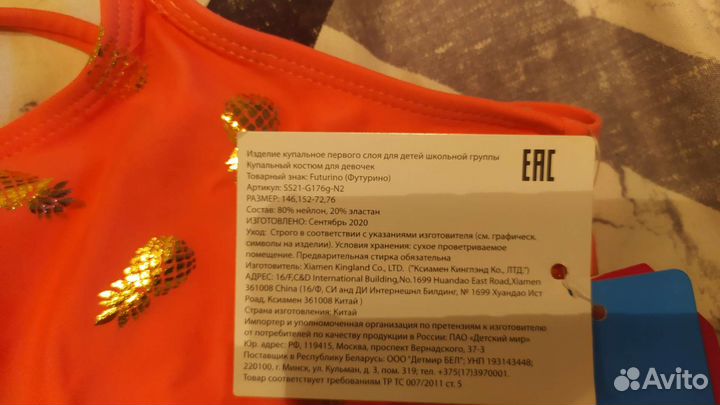 Изделие купальное первого слоя для детей школьной группы
Купальный костюм для девочек
Товарный знак: Futurino (Футурино)
Артикул: SS21-G176g-N2
РАЗМЕР: 146,152-72,76
Состав: 80% нейлон, 20% эластан
ИЗГОТОВЛЕНО: Сентябрь 2020
Уход: Строго в соответствии с указаниями изготовителя (см. графическ.
символы на изделии). Условия хранения: сухое проветриваемое
помещение. Предварительная стирка обязательна
Изготовитель: Xiamen Kingland Co., LTD. ("Ксиамен Кинглэнд Ко., ЛТД.")
АДРЕС: 16/F,C&D International Building,No.1699 Huandao East Road,Xiamen
361008 China (16/Ф, СИ анд ДИ Интернешнл Билдинг, № 1699 Хуандао Ист
Роад, Ксиамен 361008 Китай)
Страна изготовления: Китай
Импортер и уполномоченная организация по претензиям к изготовителю
от потребителей по качеству продукции в России: ПАО «Детский мир»
Юр. адрес: РФ, 119415, Москва, проспект Вернадского, 37-3
Поставщик в Республику Беларусь: ООО "Детмир БЕЛ" УНП 193143448;
220100, г. Минск, ул. Кульман, д. 3, пом. 319; тел. +375(17)3970001.
Товар соответствует требованиям ТР ТС 007/2011 ст. 5
EAC
Avito